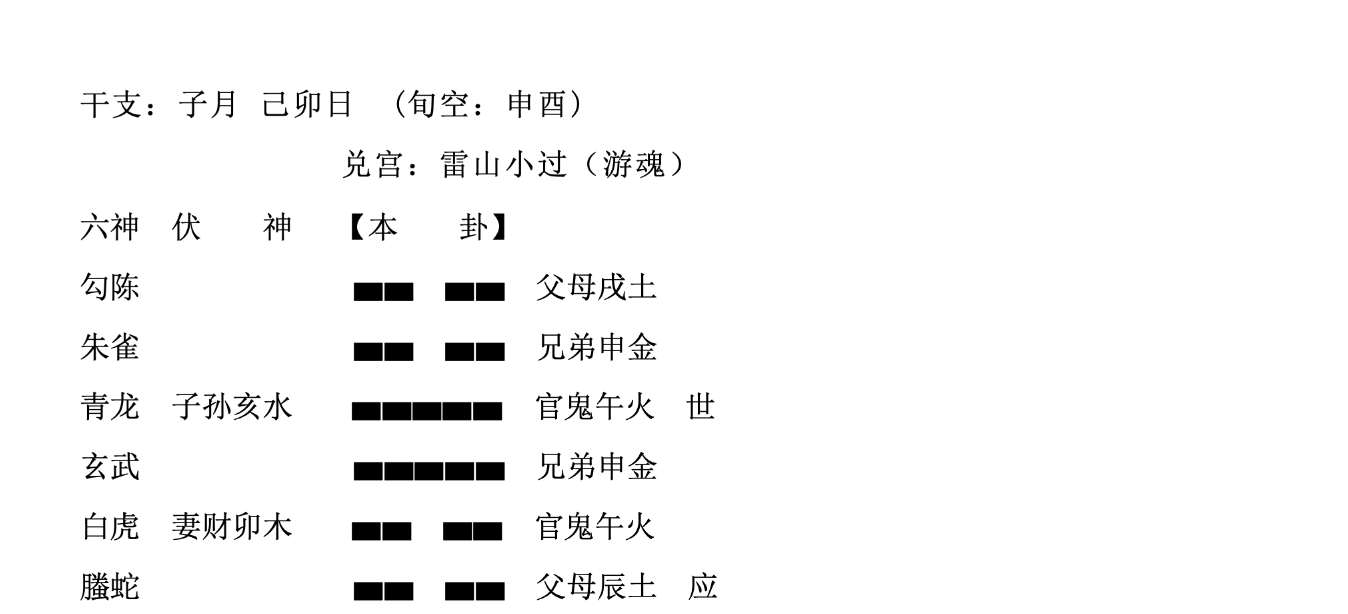 干支：子月 己卯日 (旬空：申酉)
兑宫：雷山小过（游魂）
六神 伏 神 【本 卦】
勾陈 父母戌土
朱雀 兄弟申金
青龙 子孙亥水 官鬼午火 世
玄武 兄弟申金
白虎 妻财卯木 官鬼午火
螣蛇 父母辰土 应